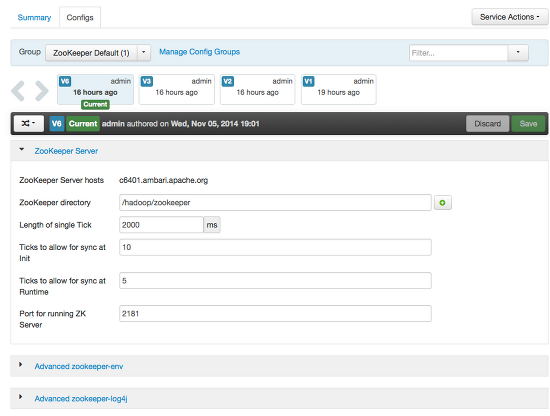 Summary Configs Service Actions
Group ZooKeeper Default (1) Manage Config Groups Filter...
V6 admin V3 admin V2 admin V1 admin
16 hours ago 16 hours ago 16 hours ago 19 hours ago
Current
V6 Current admin authored on Wed, Nov 05, 2014 19:01 Discard Save
ZooKeeper Server
ZooKeeper Server hosts c6401.ambari.apache.org
ZooKeeper directory /hadoop/zookeeper
Length of single Tick 2000 ms
Ticks to allow for sync at 10
Init
Ticks to allow for sync at 5
Runtime
Port for running ZK 2181
Server
Advanced zookeeper-env
Advanced zookeeper-log4j